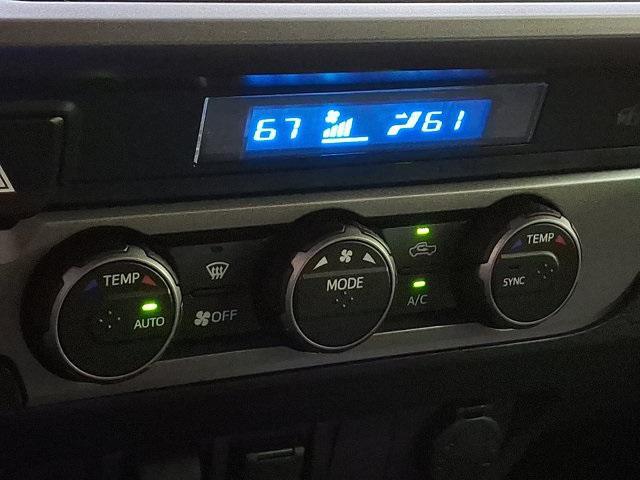 67 61
TEMP
AUTO
OFF
MODE
A/C
TEMP
SYNC